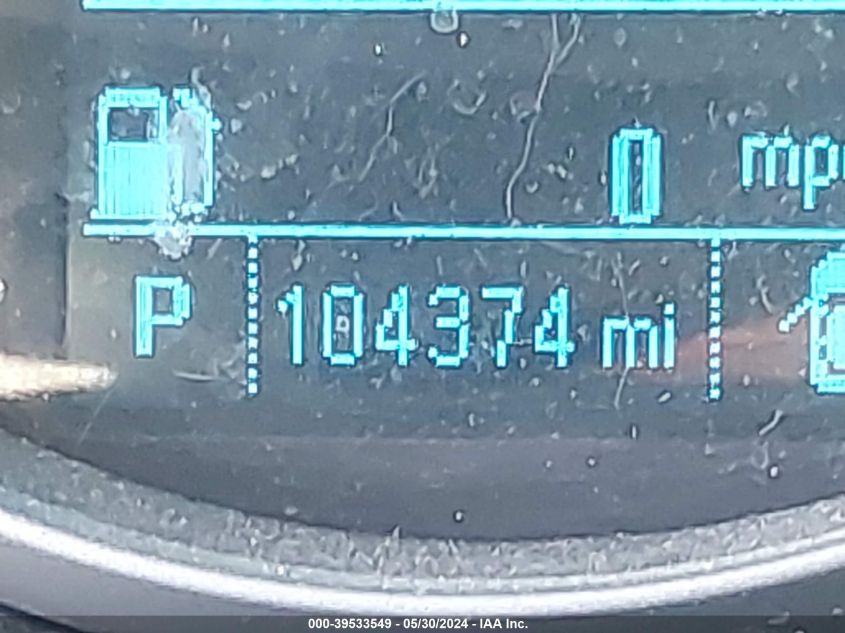 0 mp
P 104374 mi
000-39533549 - 05/30/2024 - IAA Inc.